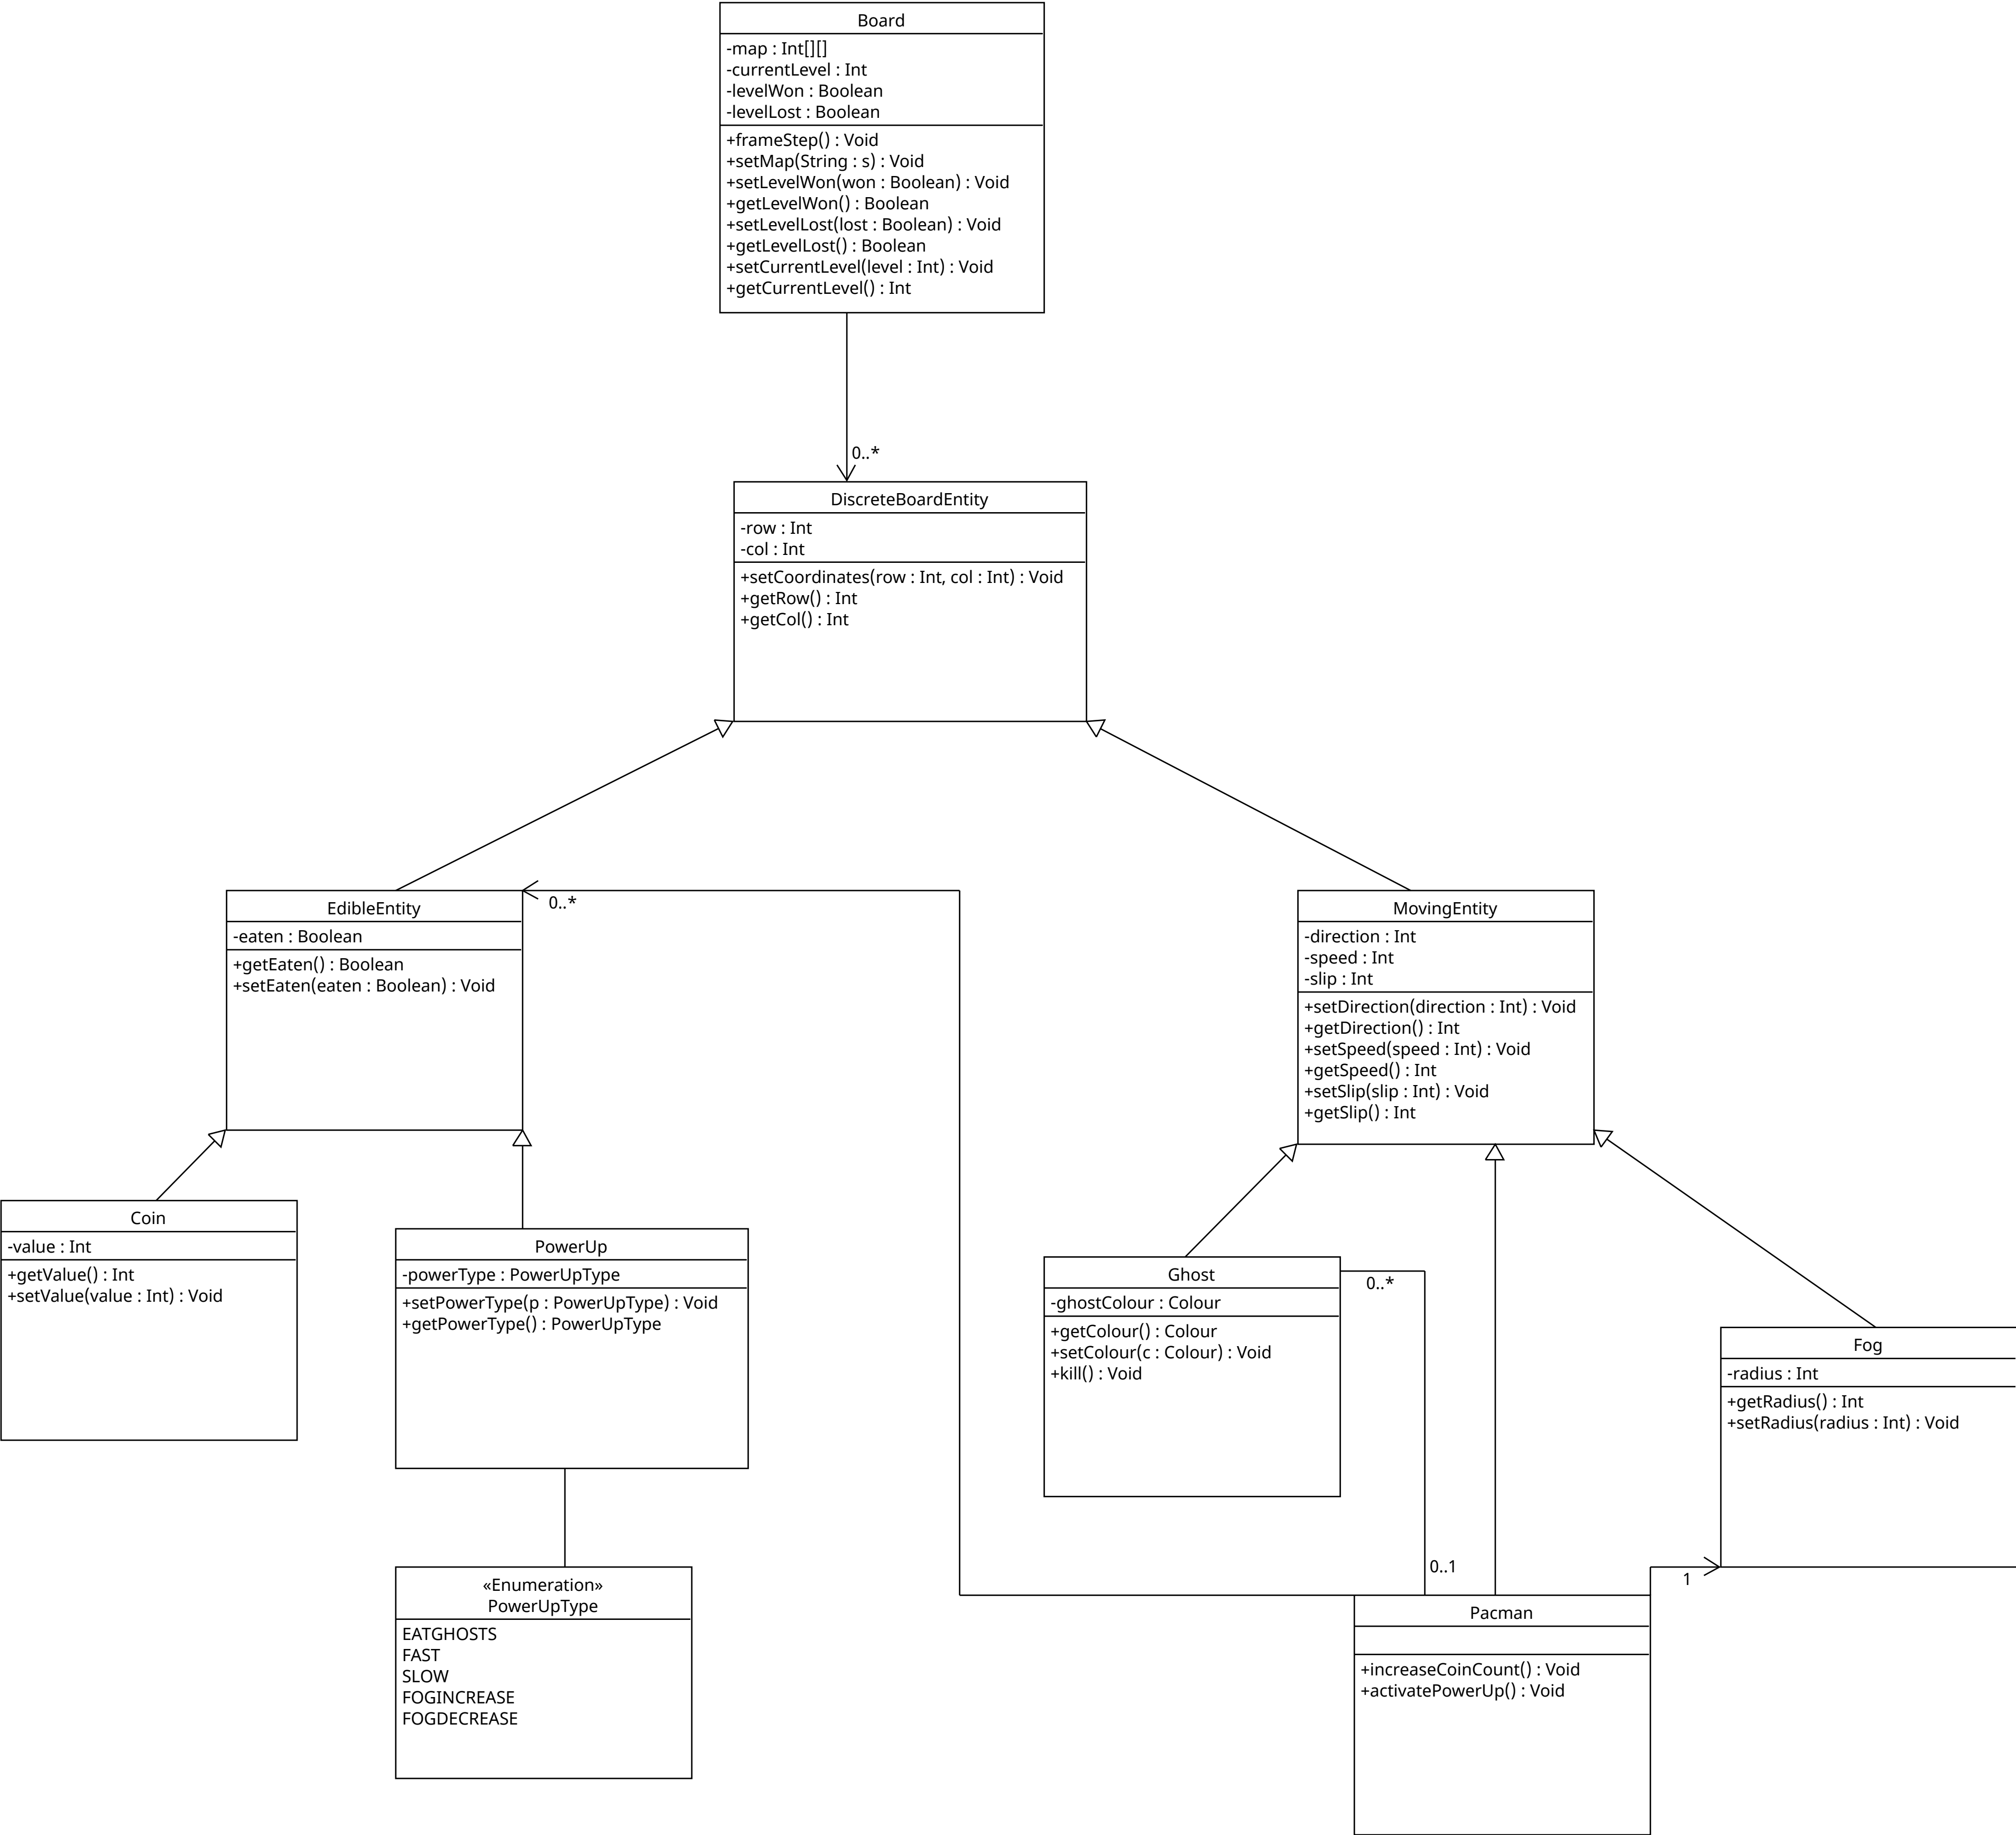 Board
-map : Int[][]
-currentLevel : Int
-levelWon : Boolean
-levelLost : Boolean
+frameStep() : Void
+setMap(String : s) : Void
+setLevelWon(won : Boolean) : Void
+getLevelWon() : Boolean
+setLevelLost(lost : Boolean) : Void
+getLevelLost() : Boolean
+setCurrentLevel(level : Int) : Void
+getCurrentLevel() : Int
0..*
DiscreteBoardEntity
-row : Int
-col : Int
+setCoordinates(row : Int, col : Int) : Void
+getRow() : Int
+getCol() : Int
EdibleEntity
-eaten : Boolean
+getEaten() : Boolean
+setEaten(eaten : Boolean) : Void
0..*
MovingEntity
-direction : Int
-speed : Int
-slip : Int
+setDirection(direction : Int) : Void
+getDirection() : Int
+setSpeed(speed : Int) : Void
+getSpeed() : Int
+setSlip(slip : Int) : Void
+getSlip() : Int
Coin
-value : Int
+getValue() : Int
+setValue(value : Int) : Void
PowerUp
-powerType : PowerUpType
+setPowerType(p : PowerUpType) : Void
+getPowerType() : PowerUpType
Ghost
-ghostColour : Colour
+getColour() : Colour
+setColour(c : Colour) : Void
+kill() : Void
0..*
Fog
-radius : Int
+getRadius() : Int
+setRadius(radius : Int) : Void
«Enumeration»
PowerUpType
EATGHOSTS
FAST
SLOW
FOGINCREASE
FOGDECREASE
0..1
1
Pacman
+increaseCoinCount() : Void
+activatePowerUp() : Void